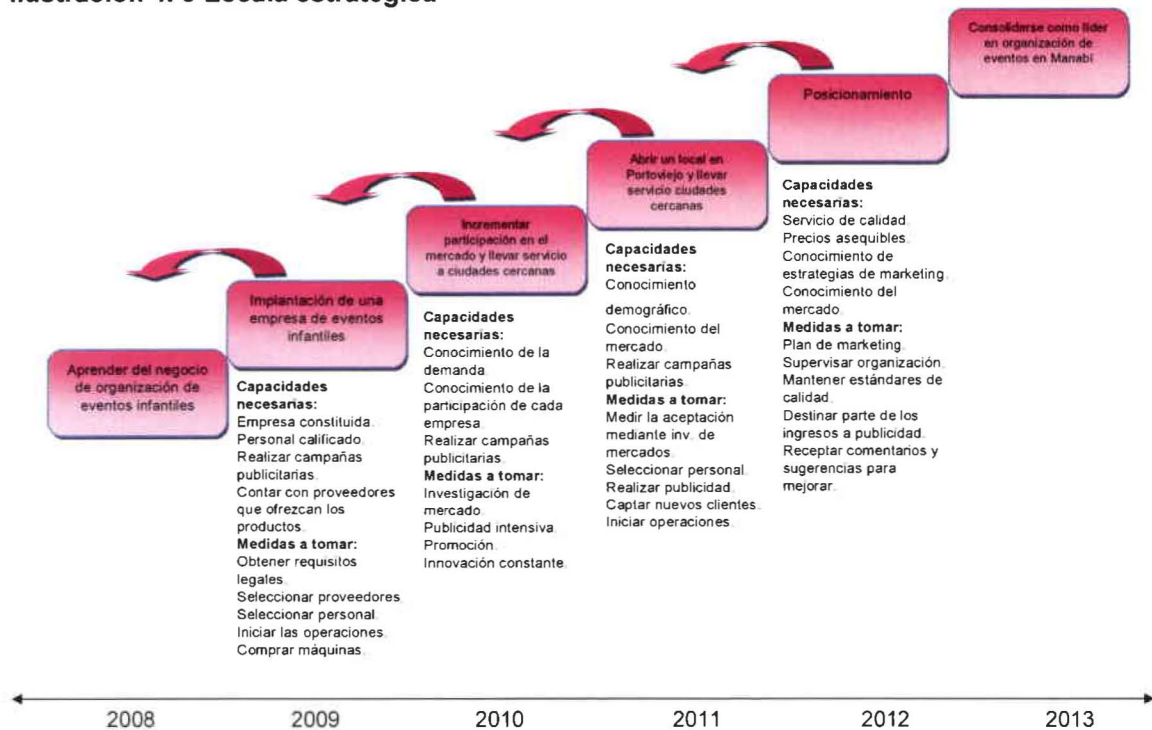 Consolidarse como líder
en organización de
eventos en Manabí
Posicionamiento
Abrir un local en
Portoviejo y llevar
servicio ciudades
cercanas
Incrementar
participación en el
mercado y llevar servicio
a ciudades cercanas
Implantación de una
empresa de eventos
infantiles
Aprender del negocio
de organización de
eventos infantiles
Capacidades
necesarias:
Empresa constituida.
Personal calificado.
Realizar campañas
publicitarias.
Contar con proveedores
que ofrezcan los
productos.
Medidas a tomar:
Obtener requisitos
legales.
Seleccionar proveedores.
Seleccionar personal.
Iniciar las operaciones.
Comprar máquinas.
Capacidades
necesarias:
Conocimiento de la
demanda.
Conocimiento de la
participación de cada
empresa.
Realizar campañas
publicitarias.
Medidas a tomar:
Investigación de
mercado.
Publicidad intensiva.
Promoción.
Innovación constante.
Capacidades
necesarias:
Conocimiento
demográfico.
Conocimiento del
mercado.
Realizar campañas
publicitarias.
Medidas a tomar:
Medir la aceptación
mediante inv. de
mercados.
Seleccionar personal.
Realizar publicidad.
Captar nuevos clientes.
Iniciar operaciones.
Capacidades
necesarias:
Servicio de calidad.
Precios asequibles.
Conocimiento de
estrategias de marketing.
Conocimiento del
mercado.
Medidas a tomar:
Plan de marketing.
Supervisar organización.
Mantener estándares de
calidad.
Destinar parte de los
ingresos a publicidad.
Receptar comentarios y
sugerencias para
mejorar.
2008 2009 2010 2011 2012 2013